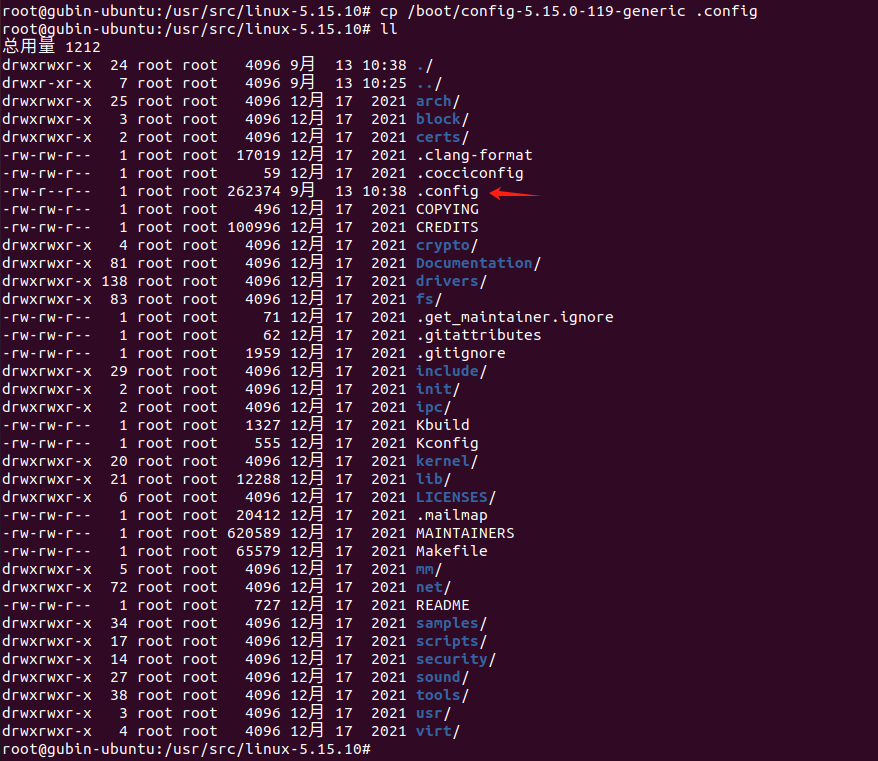 root@gubin-ubuntu:/usr/src/linux-5.15.10# cp /boot/config-5.15.0-119-generic .config
root@gubin-ubuntu:/usr/src/linux-5.15.10# ll
总用量 1212
drwxrwxr-x  24 root root   4096 9月  13 10:38 ./
drwxr-xr-x   7 root root   4096 9月  13 10:25 ../
drwxrwxr-x  25 root root   4096 12月 17  2021 arch/
drwxrwxr-x   3 root root   4096 12月 17  2021 block/
drwxrwxr-x   2 root root   4096 12月 17  2021 certs/
-rw-rw-r--   1 root root  17019 12月 17  2021 .clang-format
-rw-rw-r--   1 root root     59 12月 17  2021 .cocciconfig
-rw-r--r--   1 root root 262374 9月  13 10:38 .config
-rw-rw-r--   1 root root    496 12月 17  2021 COPYING
-rw-rw-r--   1 root root 100996 12月 17  2021 CREDITS
drwxrwxr-x   4 root root   4096 12月 17  2021 crypto/
drwxrwxr-x  81 root root   4096 12月 17  2021 Documentation/
drwxrwxr-x 138 root root   4096 12月 17  2021 drivers/
drwxrwxr-x  83 root root   4096 12月 17  2021 fs/
-rw-rw-r--   1 root root     71 12月 17  2021 .get_maintainer.ignore
-rw-rw-r--   1 root root     62 12月 17  2021 .gitattributes
-rw-rw-r--   1 root root   1959 12月 17  2021 .gitignore
drwxrwxr-x  29 root root   4096 12月 17  2021 include/
drwxrwxr-x   2 root root   4096 12月 17  2021 init/
drwxrwxr-x   2 root root   4096 12月 17  2021 ipc/
-rw-rw-r--   1 root root   1327 12月 17  2021 Kbuild
-rw-rw-r--   1 root root    555 12月 17  2021 Kconfig
drwxrwxr-x  20 root root   4096 12月 17  2021 kernel/
drwxrwxr-x  21 root root  12288 12月 17  2021 lib/
drwxrwxr-x   6 root root   4096 12月 17  2021 LICENSES/
-rw-rw-r--   1 root root  20412 12月 17  2021 .mailmap
-rw-rw-r--   1 root root 620589 12月 17  2021 MAINTAINERS
-rw-rw-r--   1 root root  65579 12月 17  2021 Makefile
drwxrwxr-x   5 root root   4096 12月 17  2021 mm/
drwxrwxr-x  72 root root   4096 12月 17  2021 net/
-rw-rw-r--   1 root root    727 12月 17  2021 README
drwxrwxr-x  34 root root   4096 12月 17  2021 samples/
drwxrwxr-x  17 root root   4096 12月 17  2021 scripts/
drwxrwxr-x  14 root root   4096 12月 17  2021 security/
drwxrwxr-x  27 root root   4096 12月 17  2021 sound/
drwxrwxr-x  38 root root   4096 12月 17  2021 tools/
drwxrwxr-x   3 root root   4096 12月 17  2021 usr/
drwxrwxr-x   4 root root   4096 12月 17  2021 virt/
root@gubin-ubuntu:/usr/src/linux-5.15.10#